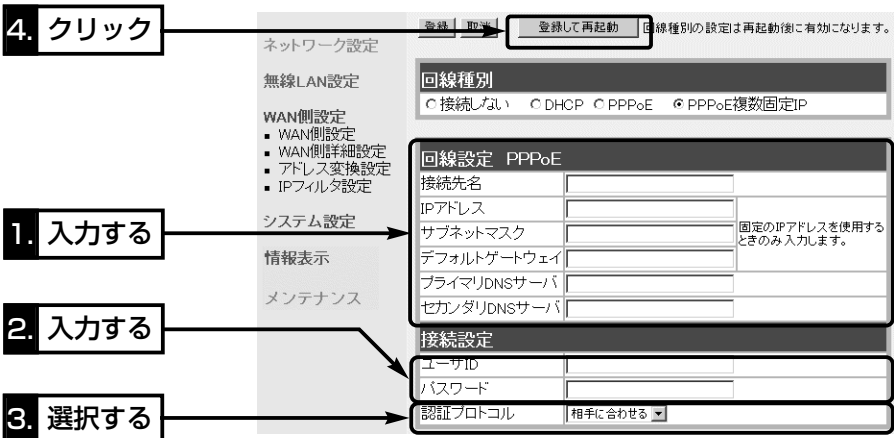 4. クリック
登録 取消 登録して再起動 回線種別の設定は再起動後に有効になります。
ネットワーク設定
無線LAN設定
WAN側設定
▪ WAN側設定
▪ WAN側詳細設定
▪ アドレス変換設定
▪ IPフィルタ設定
システム設定
情報表示
メンテナンス
回線種別
接続しない DHCP PPPoE PPPoE複数固定IP
1. 入力する
回線設定 PPPoE
接続先名
IPアドレス
サブネットマスク
デフォルトゲートウェイ
固定のIPアドレスを使用する
ときのみ入力します。
プライマリDNSサーバ
セカンダリDNSサーバ
2. 入力する
接続設定
ユーザID
パスワード
3. 選択する
認証プロトコル 相手に合わせる